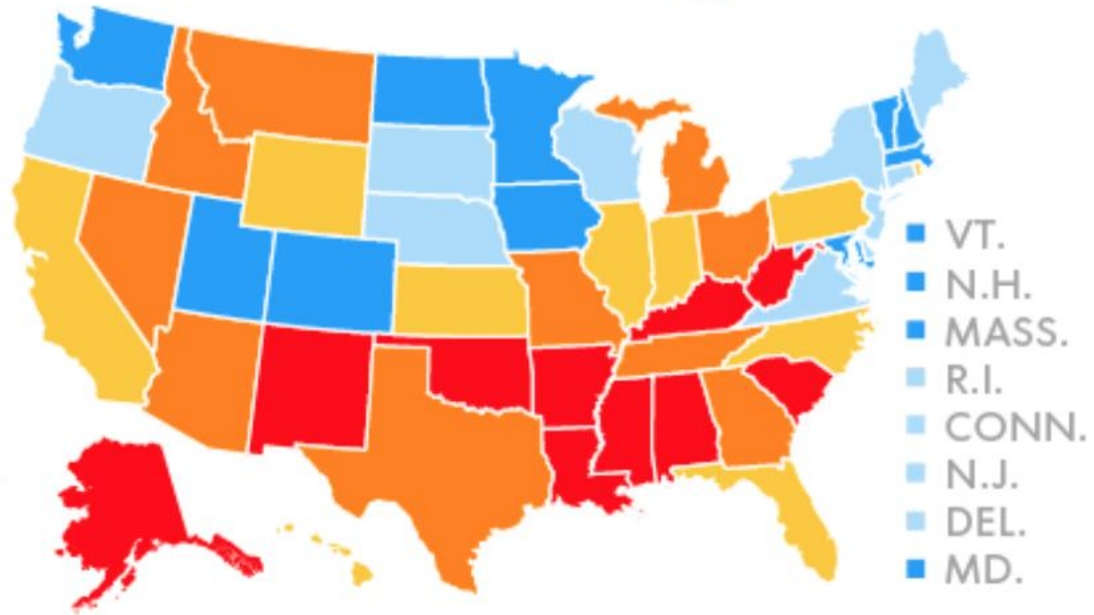 VT.
N.H.
MASS.
R.I.
CONN.
N.J.
DEL.
MD.